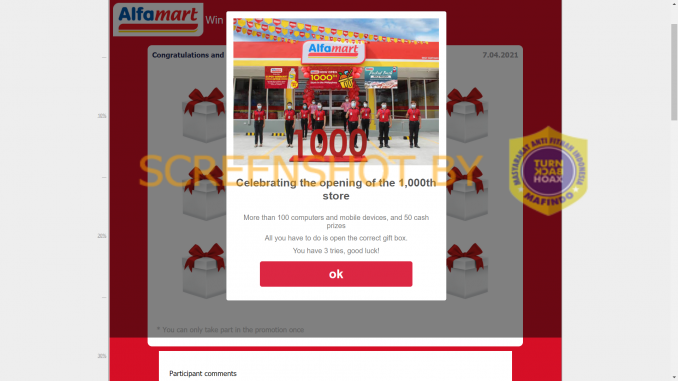 Alfamart
Win
Congratulations and
7.04.2021
Alfamart
1000
1000
SCREENSHOT BY
MASYARAKAT ANTI FITNAH INDONESIA
TURN
BACK
HOAX
MAFINDO
Celebrating the opening of the 1,000th
store
More than 100 computers and mobile devices, and 50 cash
prizes
All you have to do is open the correct gift box.
You have 3 tries, good luck!
ok
* You can only take part in the promotion once
Participant comments